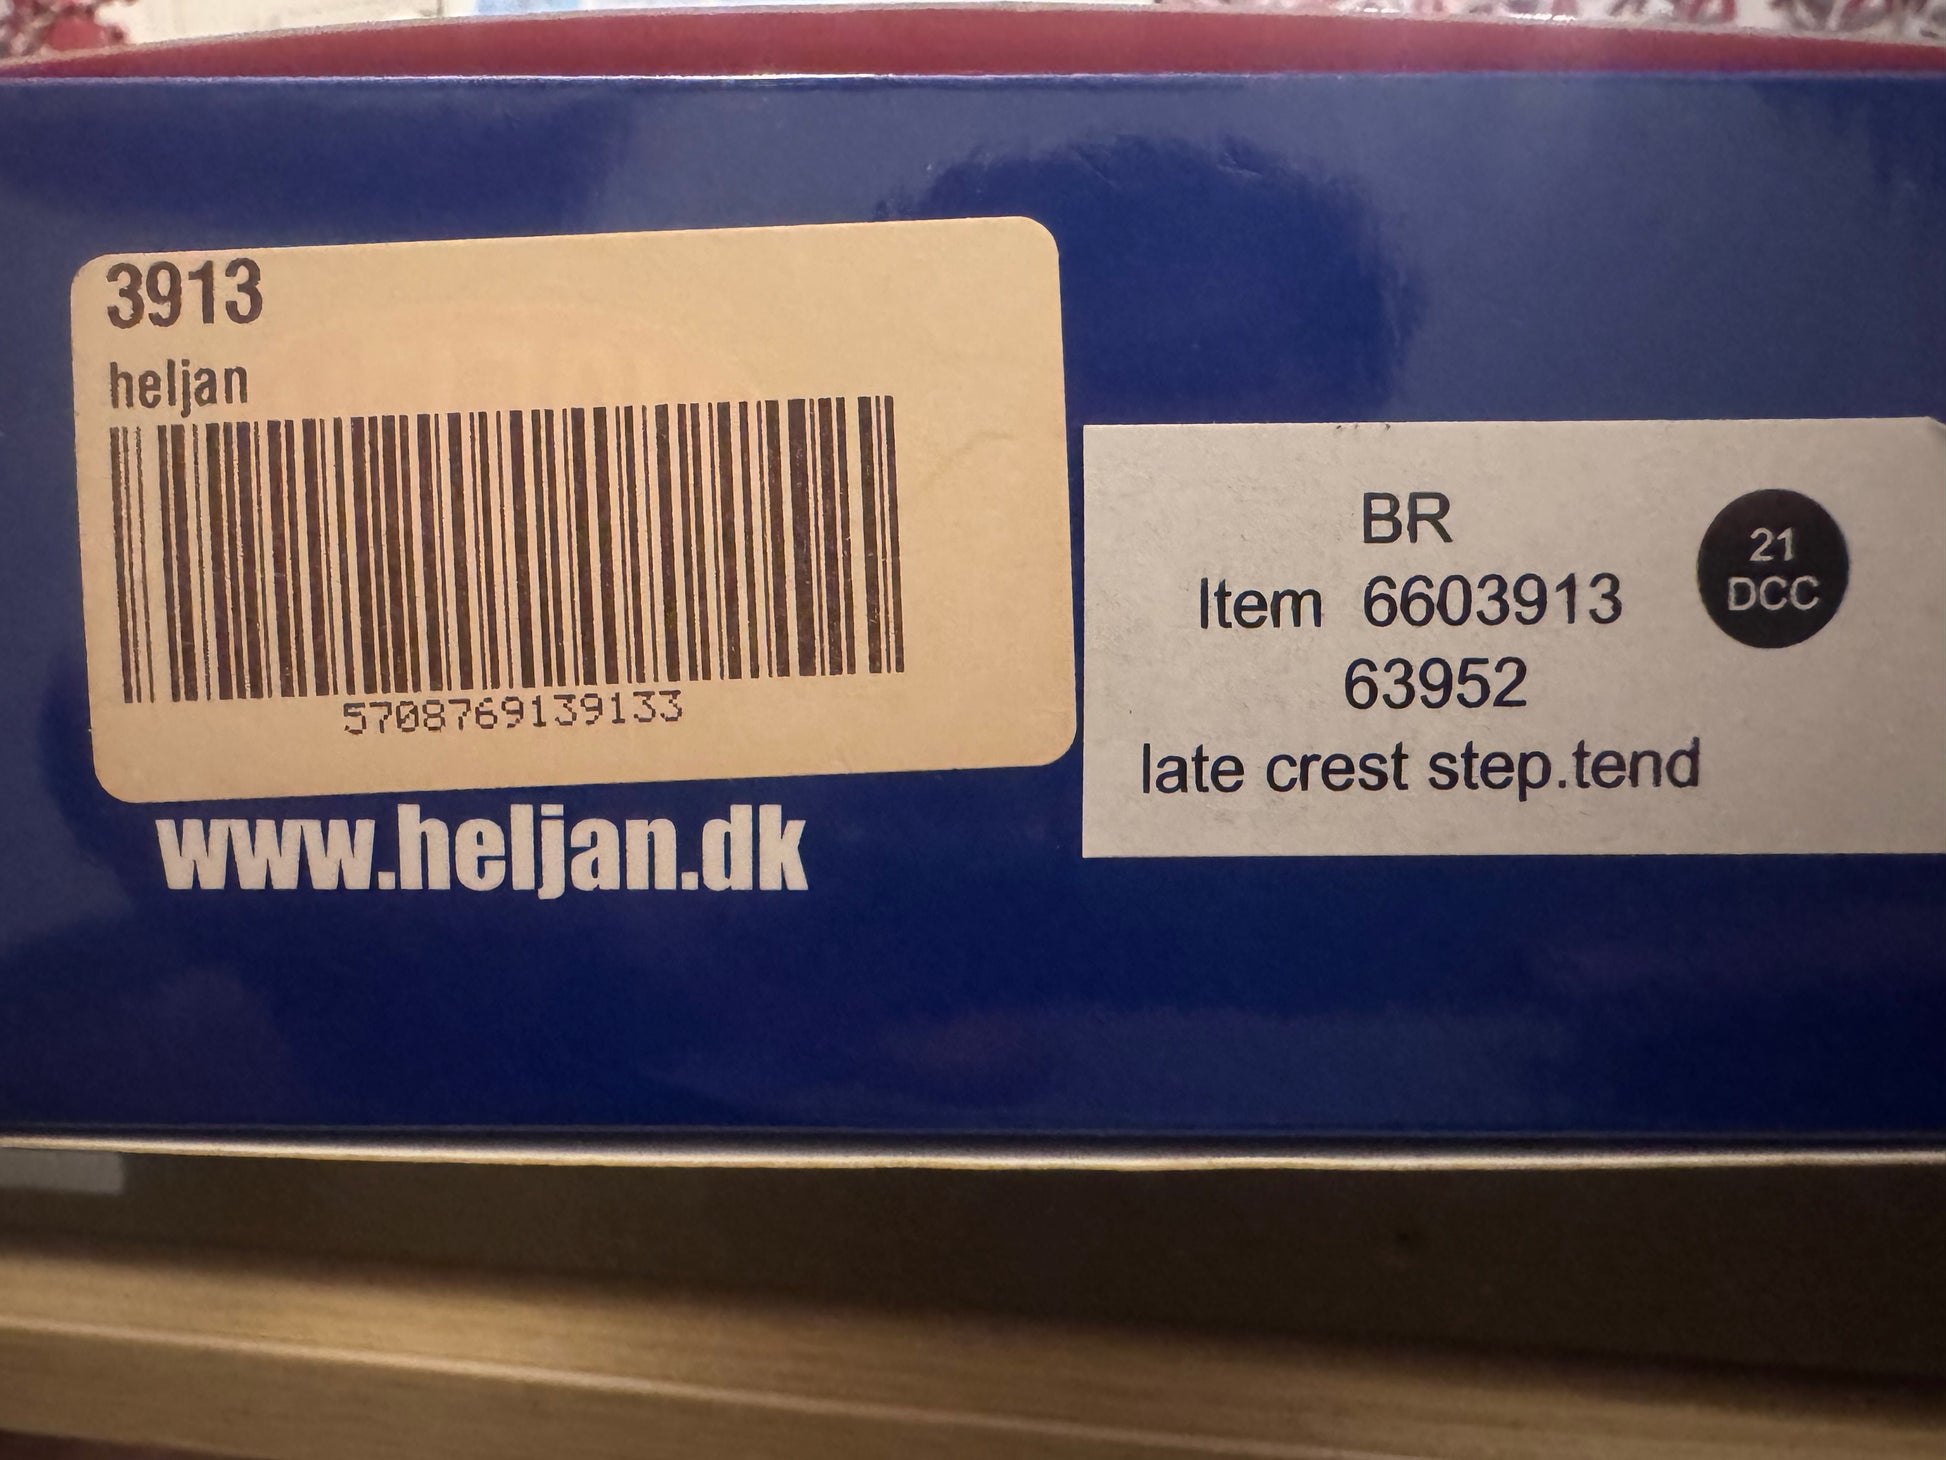 3913
heljan
5708769139133
www.heljan.dk
BR
Item 6603913
63952
late crest step.tend
21
DCC